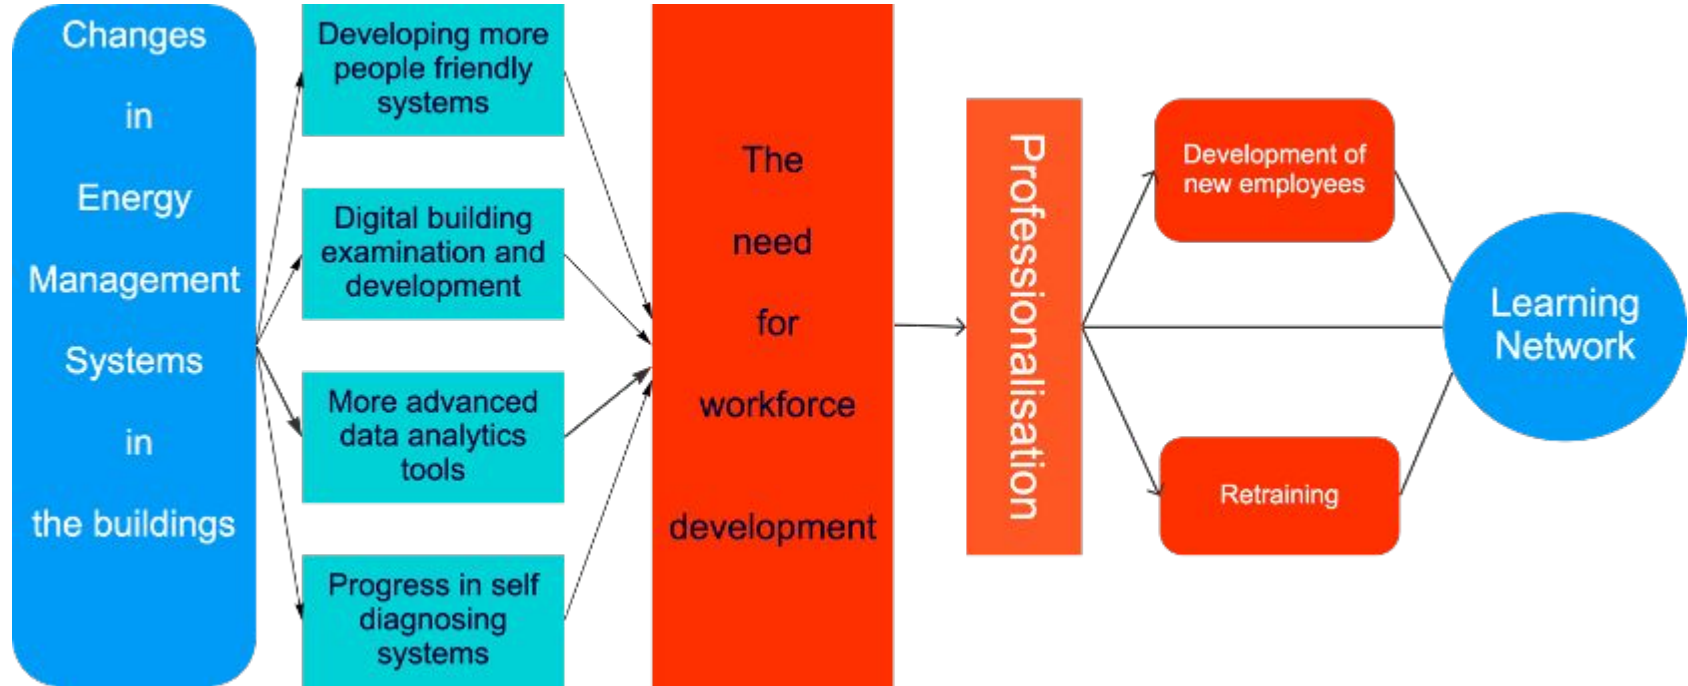 Changes
in
Energy
Management
Systems
in
the buildings
Developing more
people friendly
systems
Digital building
examination and
development
More advanced
data analytics
tools
Progress in self
diagnosing
systems
The
need
for
workforce
development
Professionalisation
Development of
new employees
Retraining
Learning
Network